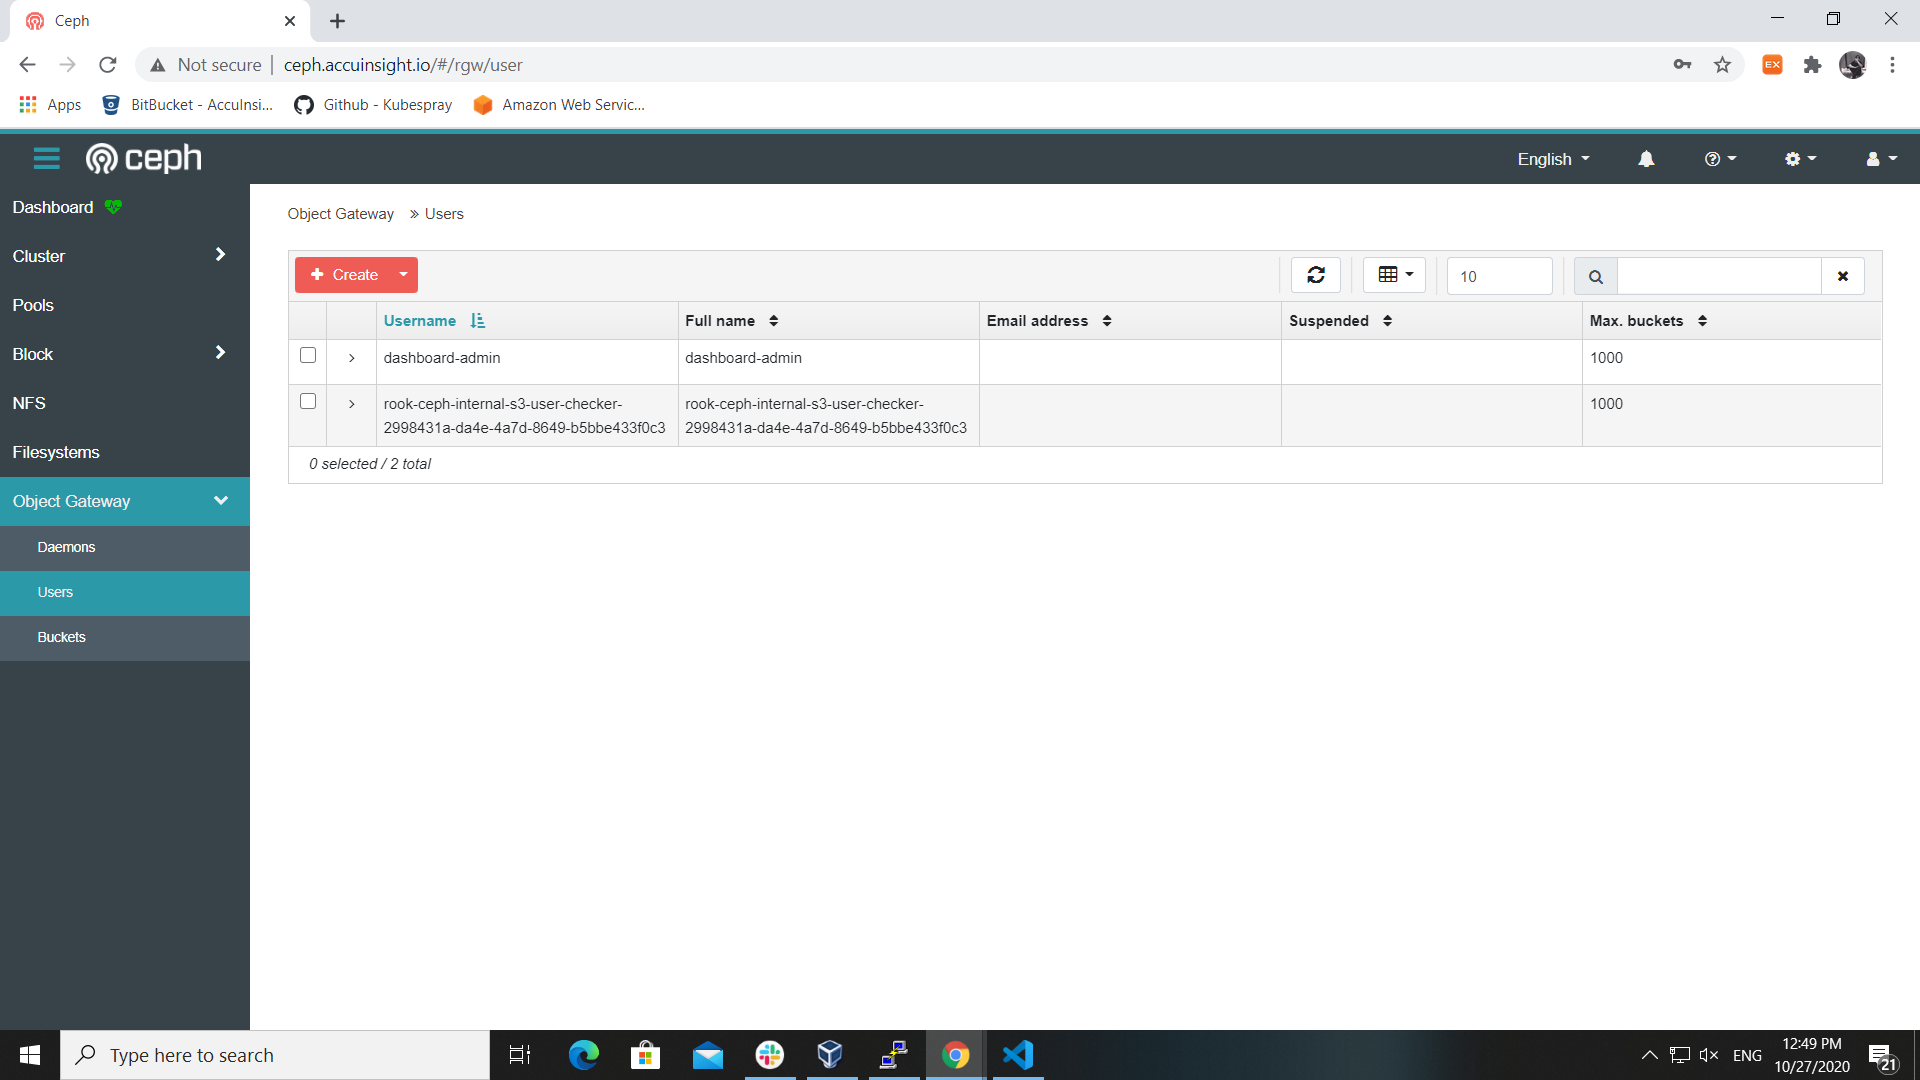 Ceph
Not secure
ceph.accuinsight.io/#/rgw/user
EX
Apps
BitBucket - AccuInsi...
Github - Kubespray
Amazon Web Servic...
ceph
English
Dashboard
Cluster
Pools
Block
NFS
Filesystems
Object Gateway
Daemons
Users
Buckets
Object Gateway » Users
Create
10
Username
Full name
Email address
Suspended
Max. buckets
dashboard-admin
dashboard-admin
1000
rook-ceph-internal-s3-user-checker-
2998431a-da4e-4a7d-8649-b5bbe433f0c3
rook-ceph-internal-s3-user-checker-
2998431a-da4e-4a7d-8649-b5bbe433f0c3
1000
0 selected / 2 total
Type here to search
ENG
12:49 PM
10/27/2020
21